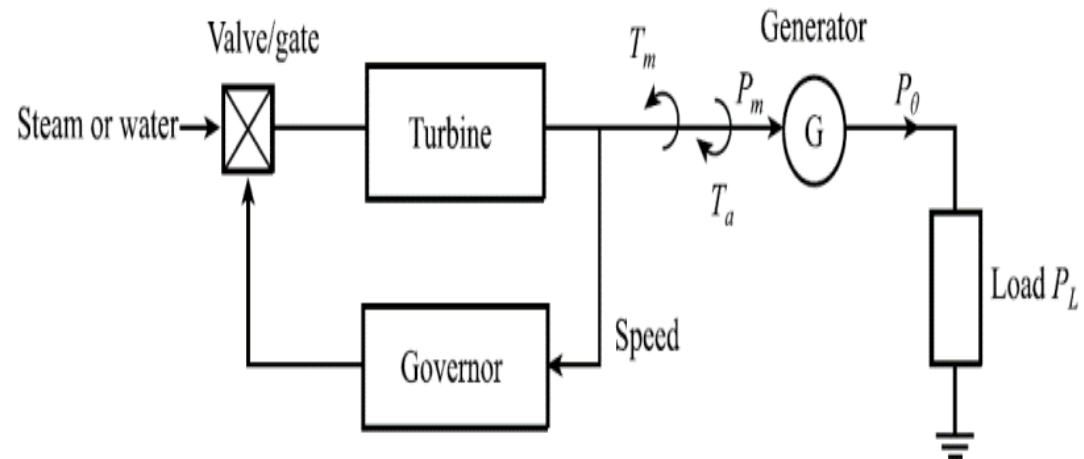 Valve/gate
Steam or water
Turbine
T_m
P_m
T_a
Generator
G
P_0
Load P_L
Speed
Governor